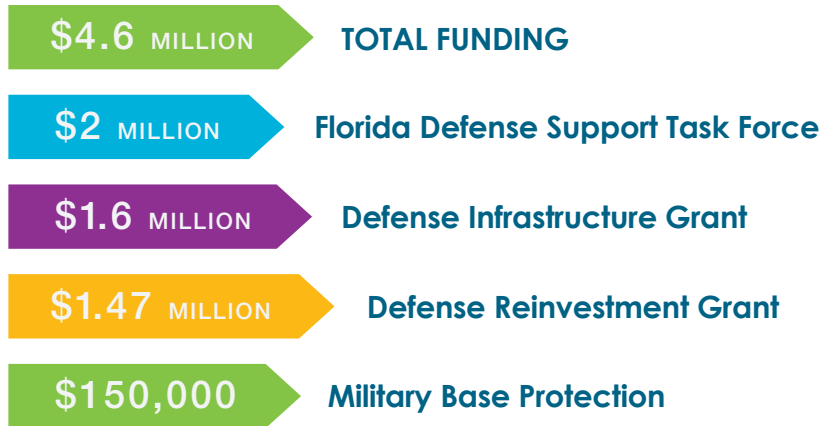 $4.6 MILLION TOTAL FUNDING
$2 MILLION Florida Defense Support Task Force
$1.6 MILLION Defense Infrastructure Grant
$1.47 MILLION Defense Reinvestment Grant
$150,000 Military Base Protection